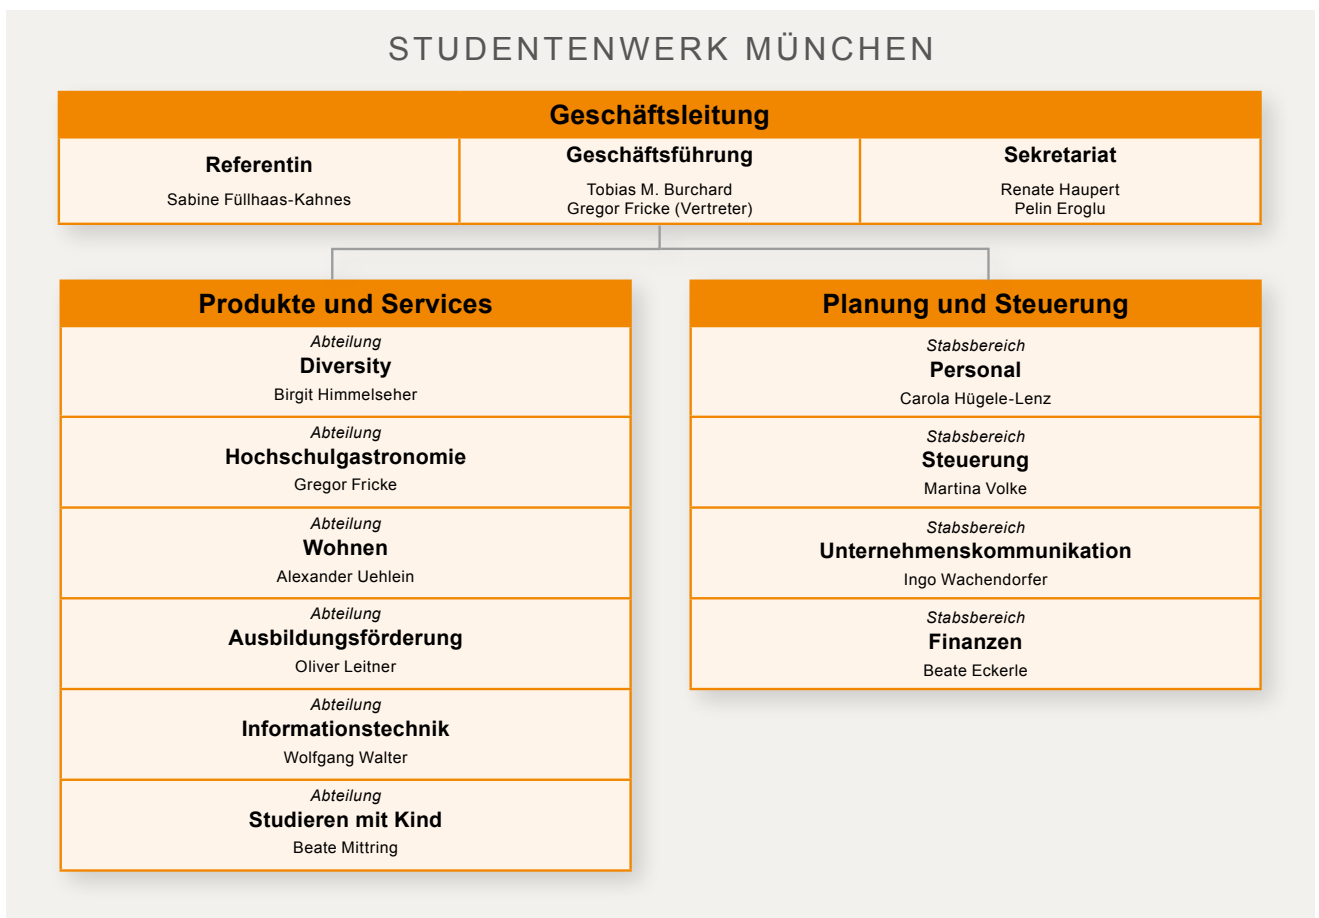 STUDENTENWERK MÜNCHEN
Geschäftsleitung
Referentin
Sabine Füllhaas-Kahnes
Geschäftsführung
Tobias M. Burchard
Gregor Fricke (Vertreter)
Sekretariat
Renate Haupert
Pelin Eroglu
Produkte und Services
Abteilung
Diversity
Birgit Himmelseher
Abteilung
Hochschulgastronomie
Gregor Fricke
Abteilung
Wohnen
Alexander Uehlein
Abteilung
Ausbildungsförderung
Oliver Leitner
Abteilung
Informationstechnik
Wolfgang Walter
Abteilung
Studieren mit Kind
Beate Mittring
Planung und Steuerung
Stabsbereich
Personal
Carola Hügele-Lenz
Stabsbereich
Steuerung
Martina Volke
Stabsbereich
Unternehmenskommunikation
Ingo Wachendorfer
Stabsbereich
Finanzen
Beate Eckerle